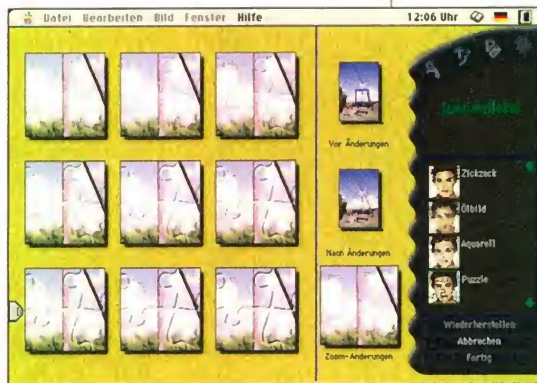 Datei Bearbeiten Bild Fenster Hilfe 12:06 Uhr
Vor Änderungen
Nach Änderungen
Zoom-Änderungen
Spezialeffekte
Zickzack
Ölbild
Aquarell
Puzzle
Wiederherstellen
Abbrechen
Fertig